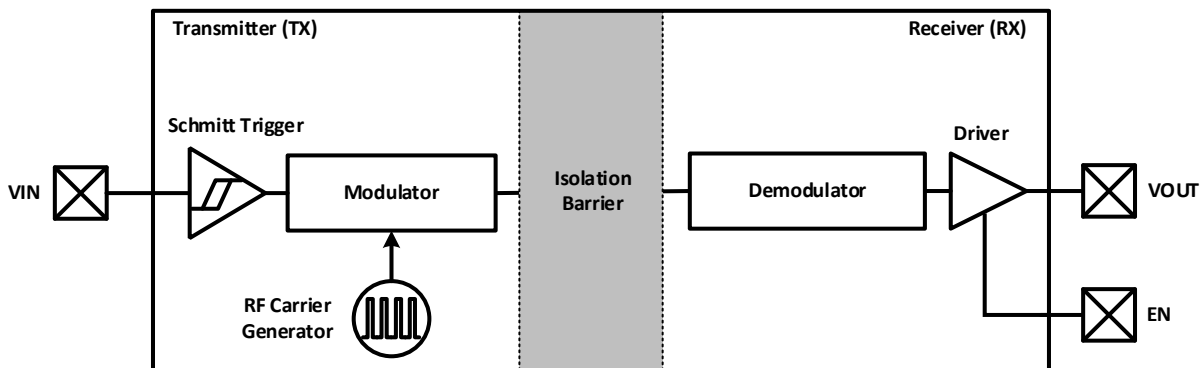 Transmitter (TX)
Receiver (RX)
Schmitt Trigger
Driver
VIN
Modulator
Isolation
Barrier
Demodulator
VOUT
RF Carrier
Generator
EN